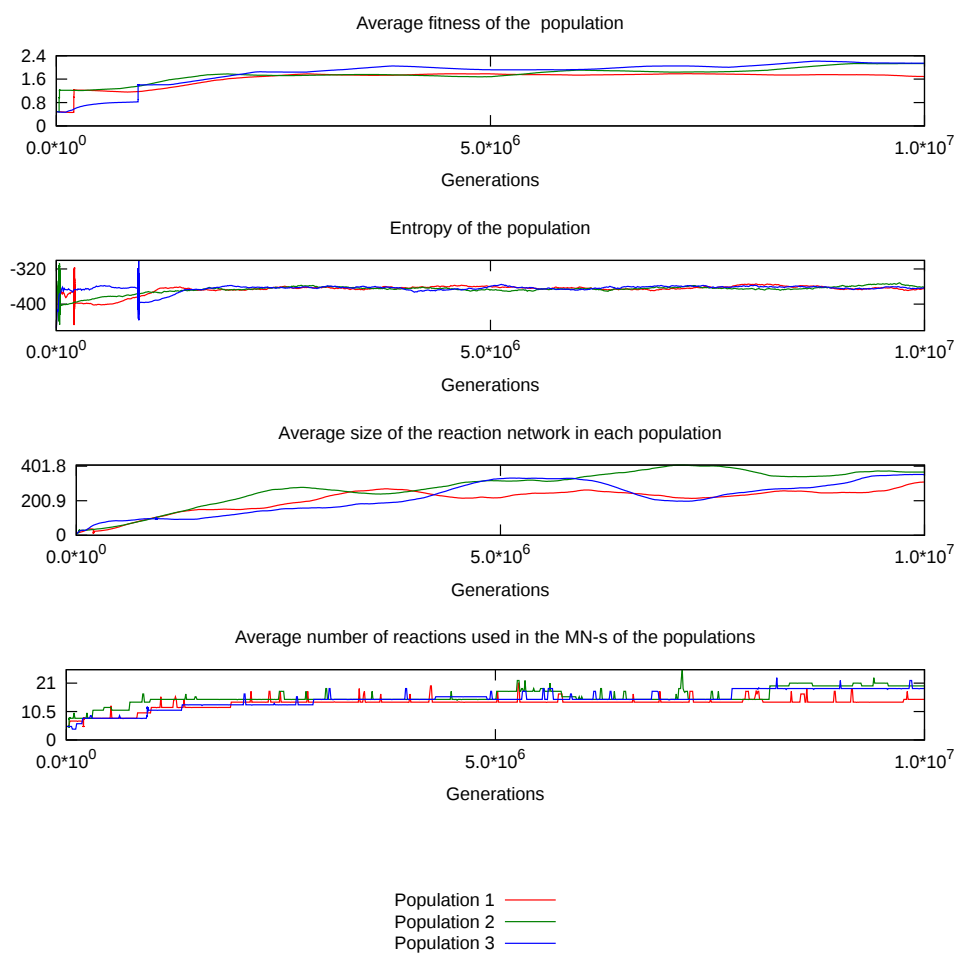 Average fitness of the  population
2.4
1.6
0.8
0
0.0*10^0 5.0*10^6 1.0*10^7
Generations
Entropy of the population
-320
-400
0.0*10^0 5.0*10^6 1.0*10^7
Generations
Average size of the reaction network in each population
401.8
200.9
0
0.0*10^0 5.0*10^6 1.0*10^7
Generations
Average number of reactions used in the MN-s of the populations
21
10.5
0
0.0*10^0 5.0*10^6 1.0*10^7
Generations
Population 1
Population 2
Population 3